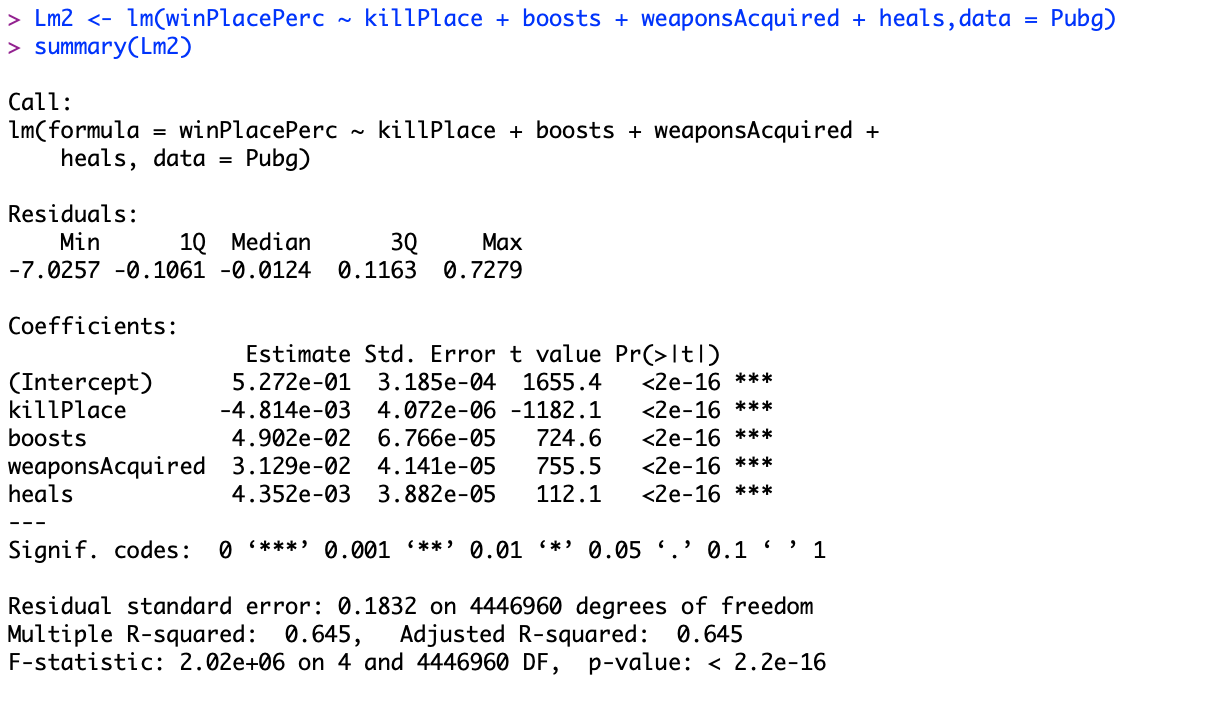 > Lm2 <- lm(winPlacePerc ~ killPlace + boosts + weaponsAcquired + heals,data = Pubg)
> summary(Lm2)

Call:
lm(formula = winPlacePerc ~ killPlace + boosts + weaponsAcquired +
    heals, data = Pubg)

Residuals:
    Min      1Q  Median      3Q     Max
-7.0257 -0.1061 -0.0124  0.1163  0.7279

Coefficients:
                  Estimate Std. Error t value Pr(>|t|)
(Intercept)      5.272e-01  3.185e-04  1655.4   <2e-16 ***
killPlace       -4.814e-03  4.072e-06 -1182.1   <2e-16 ***
boosts           4.902e-02  6.766e-05   724.6   <2e-16 ***
weaponsAcquired  3.129e-02  4.141e-05   755.5   <2e-16 ***
heals            4.352e-03  3.882e-05   112.1   <2e-16 ***
---
Signif. codes:  0 ‘***’ 0.001 ‘**’ 0.01 ‘*’ 0.05 ‘.’ 0.1 ‘ ’ 1

Residual standard error: 0.1832 on 4446960 degrees of freedom
Multiple R-squared:  0.645,	Adjusted R-squared:  0.645
F-statistic: 2.02e+06 on 4 and 4446960 DF,  p-value: < 2.2e-16